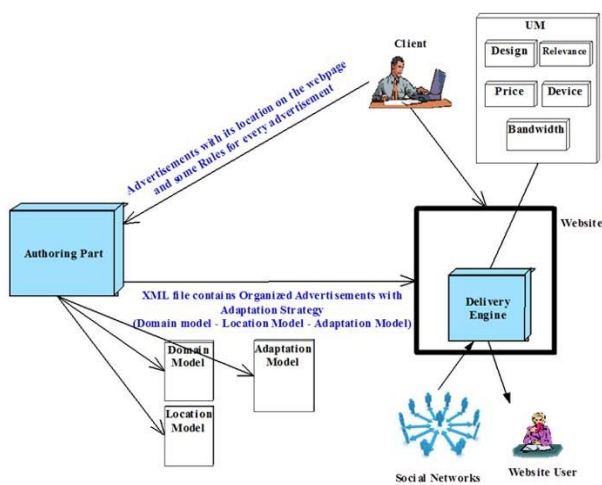 UM
Design
Relevance
Price
Device
Bandwidth
Client
Advertisements with its location on the webpage
and some Rules for every advertisement
Authoring Part
Website
XML file contains Organized Advertisements with
Adaptation Strategy
(Domain model - Location Model - Adaptation Model)
Delivery
Engine
Domain
Model
Adaptation
Model
Location
Model
Social Networks
Website User